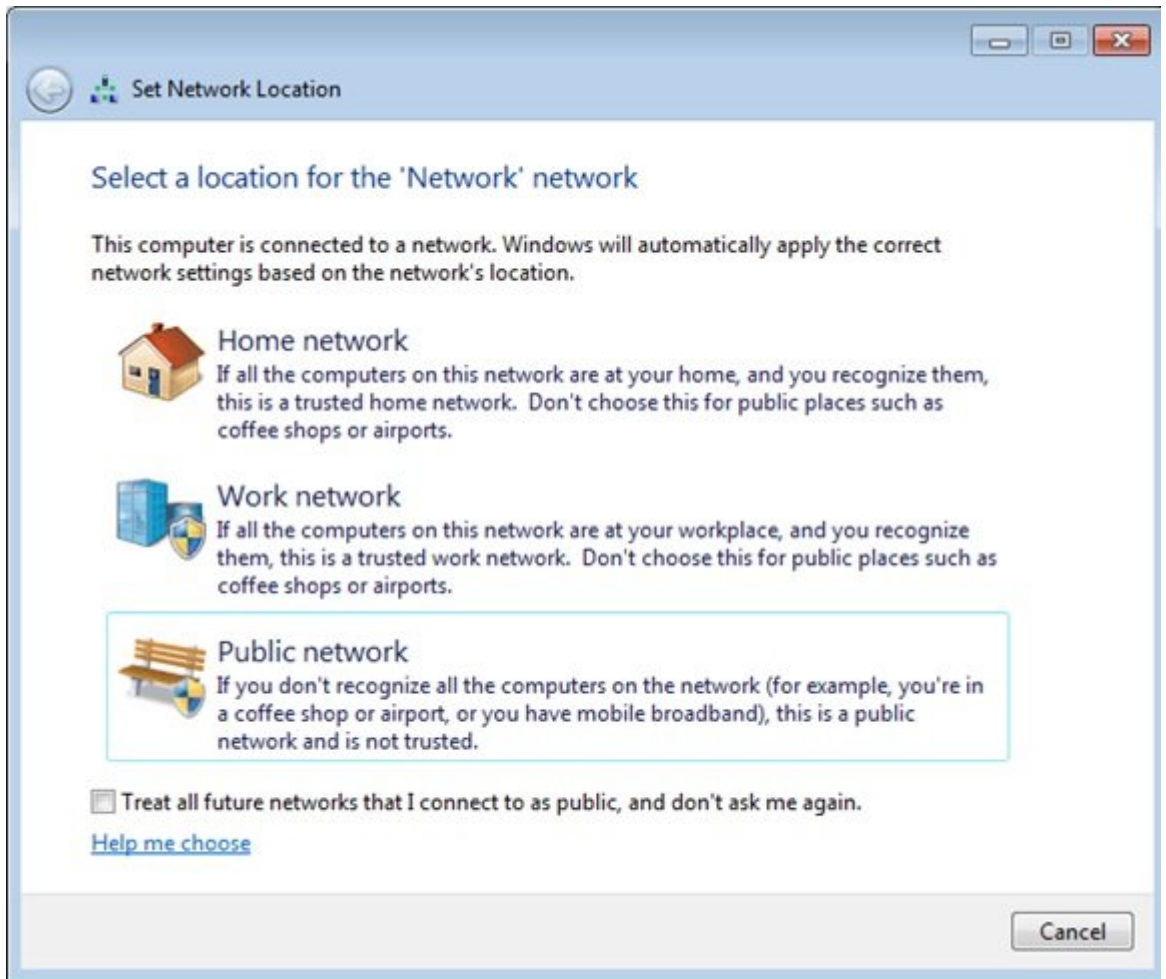 Set Network Location
Select a location for the 'Network' network
This computer is connected to a network. Windows will automatically apply the correct
network settings based on the network's location.
Home network
If all the computers on this network are at your home, and you recognize them,
this is a trusted home network.  Don't choose this for public places such as
coffee shops or airports.
Work network
If all the computers on this network are at your workplace, and you recognize
them, this is a trusted work network.  Don't choose this for public places such as
coffee shops or airports.
Public network
If you don't recognize all the computers on the network (for example, you're in
a coffee shop or airport, or you have mobile broadband), this is a public
network and is not trusted.
Treat all future networks that I connect to as public, and don't ask me again.
Help me choose
Cancel